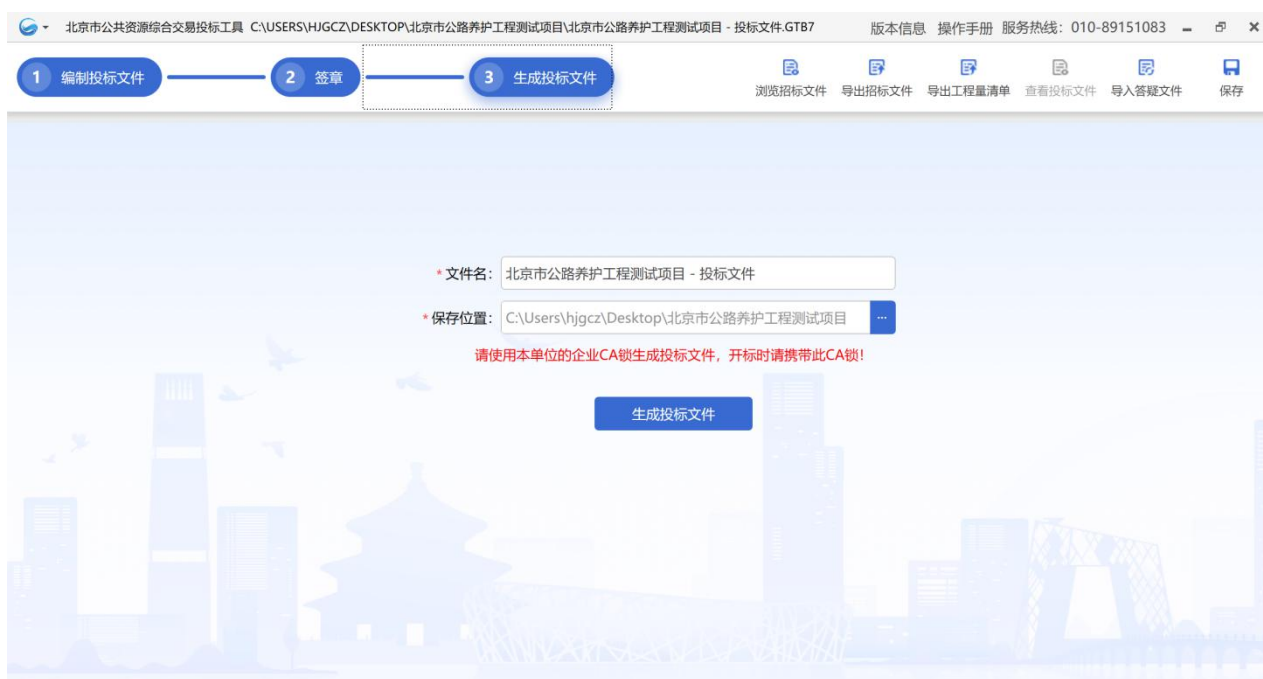 北京市公共资源综合交易投标工具 C:\USERS\HJGCZ\DESKTOP\北京市公路养护工程测试项目\北京市公路养护工程测试项目 - 投标文件.GTB7 版本信息 操作手册 服务热线：010-89151083
1 编制投标文件 2 签章 3 生成投标文件
浏览招标文件 导出招标文件 导出工程量清单 查看投标文件 导入答疑文件 保存
*文件名： 北京市公路养护工程测试项目 - 投标文件
*保存位置： C:\Users\hjgcz\Desktop\北京市公路养护工程测试项目 ...
请使用本单位的企业CA锁生成投标文件，开标时请携带此CA锁！
生成投标文件